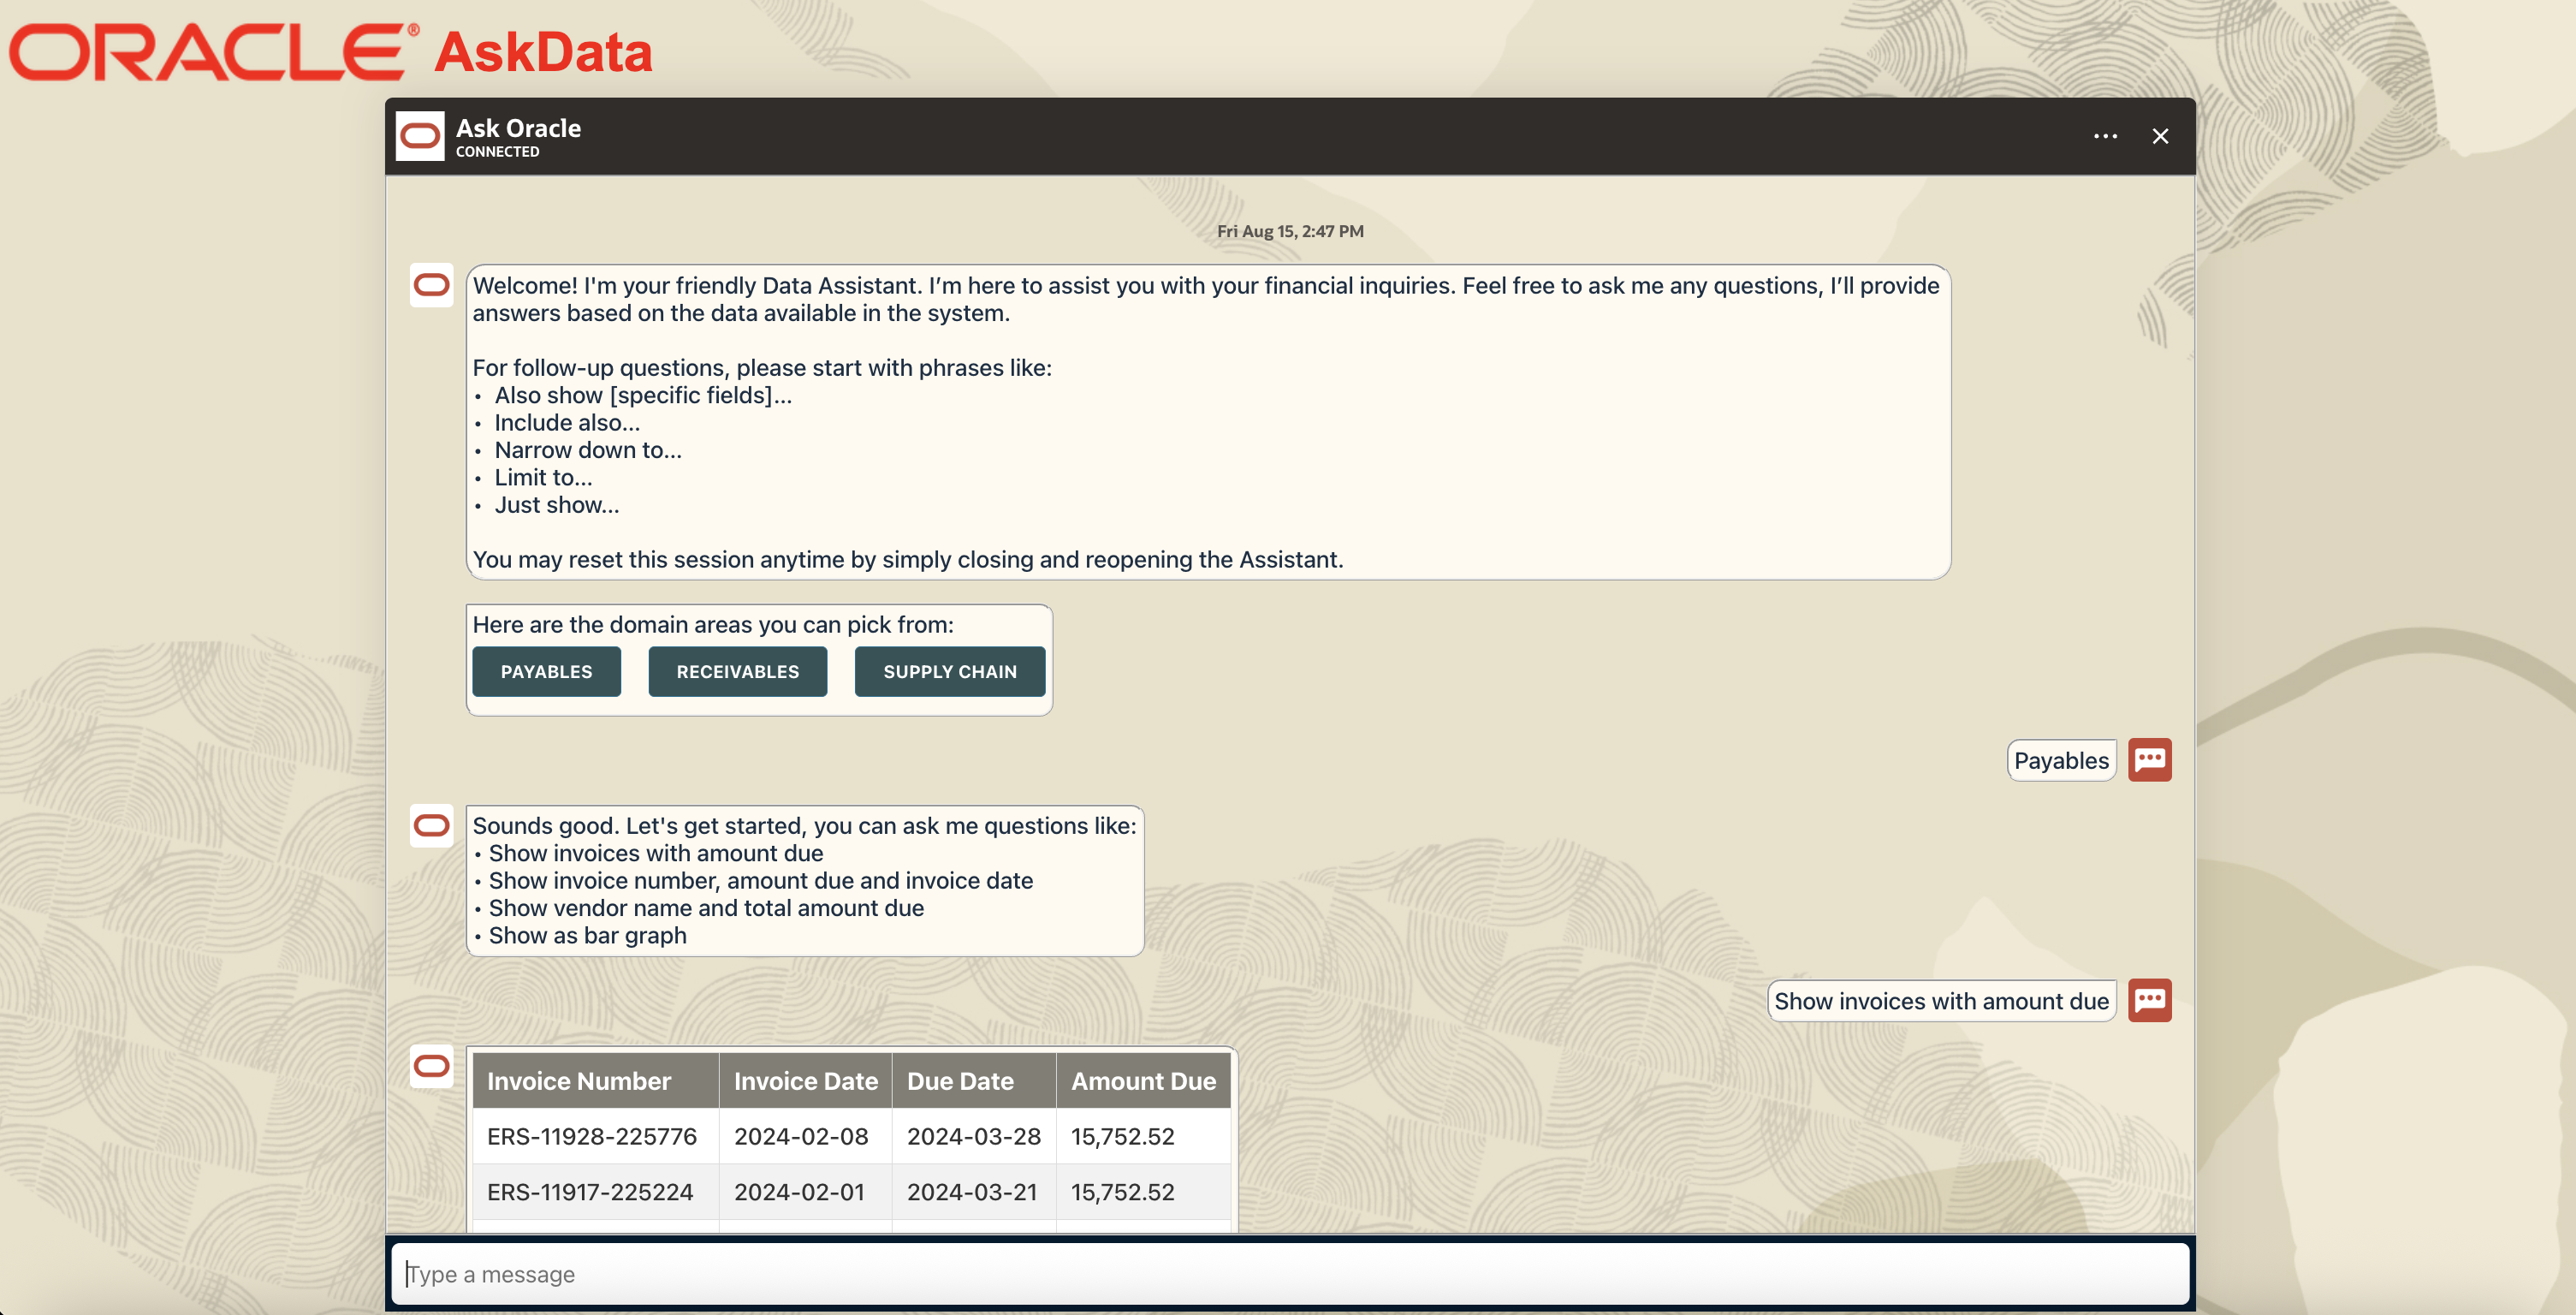 ORACLE® AskData
Ask Oracle
CONNECTED
Fri Aug 15, 2:47 PM
Welcome! I'm your friendly Data Assistant. I’m here to assist you with your financial inquiries. Feel free to ask me any questions, I’ll provide
answers based on the data available in the system.
For follow-up questions, please start with phrases like:
• Also show [specific fields]...
• Include also...
• Narrow down to...
• Limit to...
• Just show...
You may reset this session anytime by simply closing and reopening the Assistant.
Here are the domain areas you can pick from:
PAYABLES RECEIVABLES SUPPLY CHAIN
Payables
Sounds good. Let's get started, you can ask me questions like:
• Show invoices with amount due
• Show invoice number, amount due and invoice date
• Show vendor name and total amount due
• Show as bar graph
Show invoices with amount due
Invoice Number Invoice Date Due Date Amount Due
ERS-11928-225776 2024-02-08 2024-03-28 15,752.52
ERS-11917-225224 2024-02-01 2024-03-21 15,752.52
Type a message